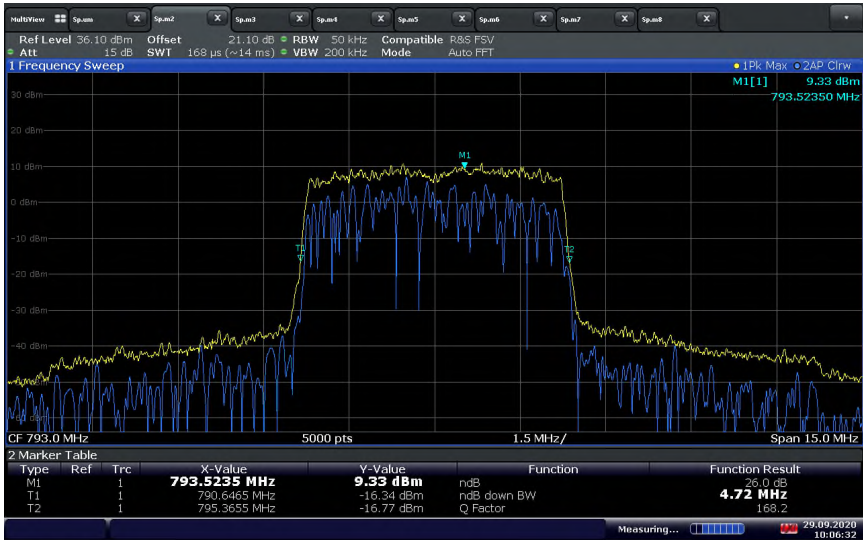 MultiView Sp.um X Sp.m2 X Sp.m3 X Sp.m4 X Sp.m5 X Sp.m6 X Sp.m7 X Sp.m8 X
Ref Level 36.10 dBm Offset 21.10 dB RBW 50 kHz Compatible R&S FSV
Att 15 dB SWT 168 µs (~14 ms) VBW 200 kHz Mode Auto FFT
1 Frequency Sweep 1Pk Max 2AP Clrw
M1[1] 9.33 dBm
793.52350 MHz
30 dBm
20 dBm
10 dBm
M1
0 dBm
-10 dBm
T1 T2
-20 dBm
-30 dBm
-40 dBm
CF 793.0 MHz 5000 pts 1.5 MHz/ Span 15.0 MHz
2 Marker Table
Type Ref Trc X-Value Y-Value Function Function Result
M1 1 793.5235 MHz 9.33 dBm ndB 26.0 dB
T1 1 790.6465 MHz -16.34 dBm ndB down BW 4.72 MHz
T2 1 795.3655 MHz -16.77 dBm Q Factor 168.2
Measuring... 29.09.2020
10:06:32